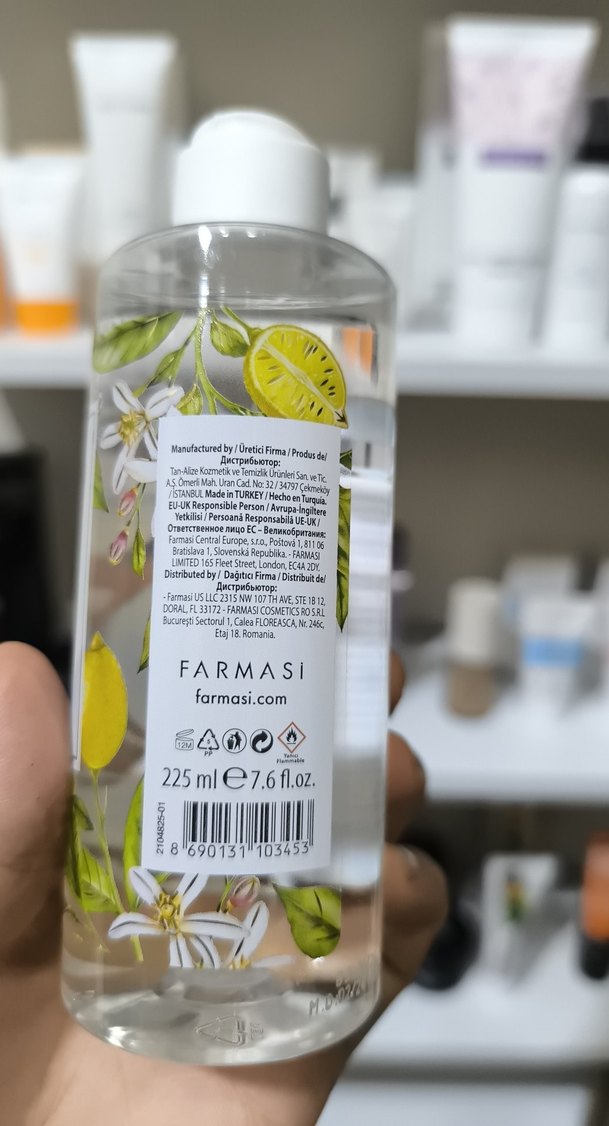 Manufactured by / Üretici Firma / Produs de/
Дистрибьютор:
Tan-Alize Kozmetik ve Temizlik Ürünleri San. ve Tic.
A.Ş. Ömerli Mah. Uran Cad. No: 32 / 34797 Çekmeköy
/ İSTANBUL Made in TURKEY / Hecho en Turquia.
EU-UK Responsible Person / Avrupa-İngiltere
Yetkilisi / Persoană Responsabilă UE-UK /
Ответственное лицо ЕС – Великобритания:
Farmasi Central Europe, s.r.o., Poštová 1, 811 06
Bratislava 1, Slovenská Republika. - FARMASI
LIMITED 165 Fleet Street, London, EC4A 2DY.
Distributed by / Dağıtıcı Firma / Distribuit de/
Дистрибьютор:
- Farmasi US LLC 2315 NW 107 TH AVE, STE 1B 12,
DORAL, FL 33172 - FARMASI COSMETICS RO S.R.L
Bucureşti Sectorul 1, Calea FLOREASCA, Nr. 246c,
Etaj 18. Romania.
FARMASi
farmasi.com
12M
PP
Yanıcı
Flammable
225 ml ℮ 7.6 fl.oz.
2104825-01
8 690131 103453